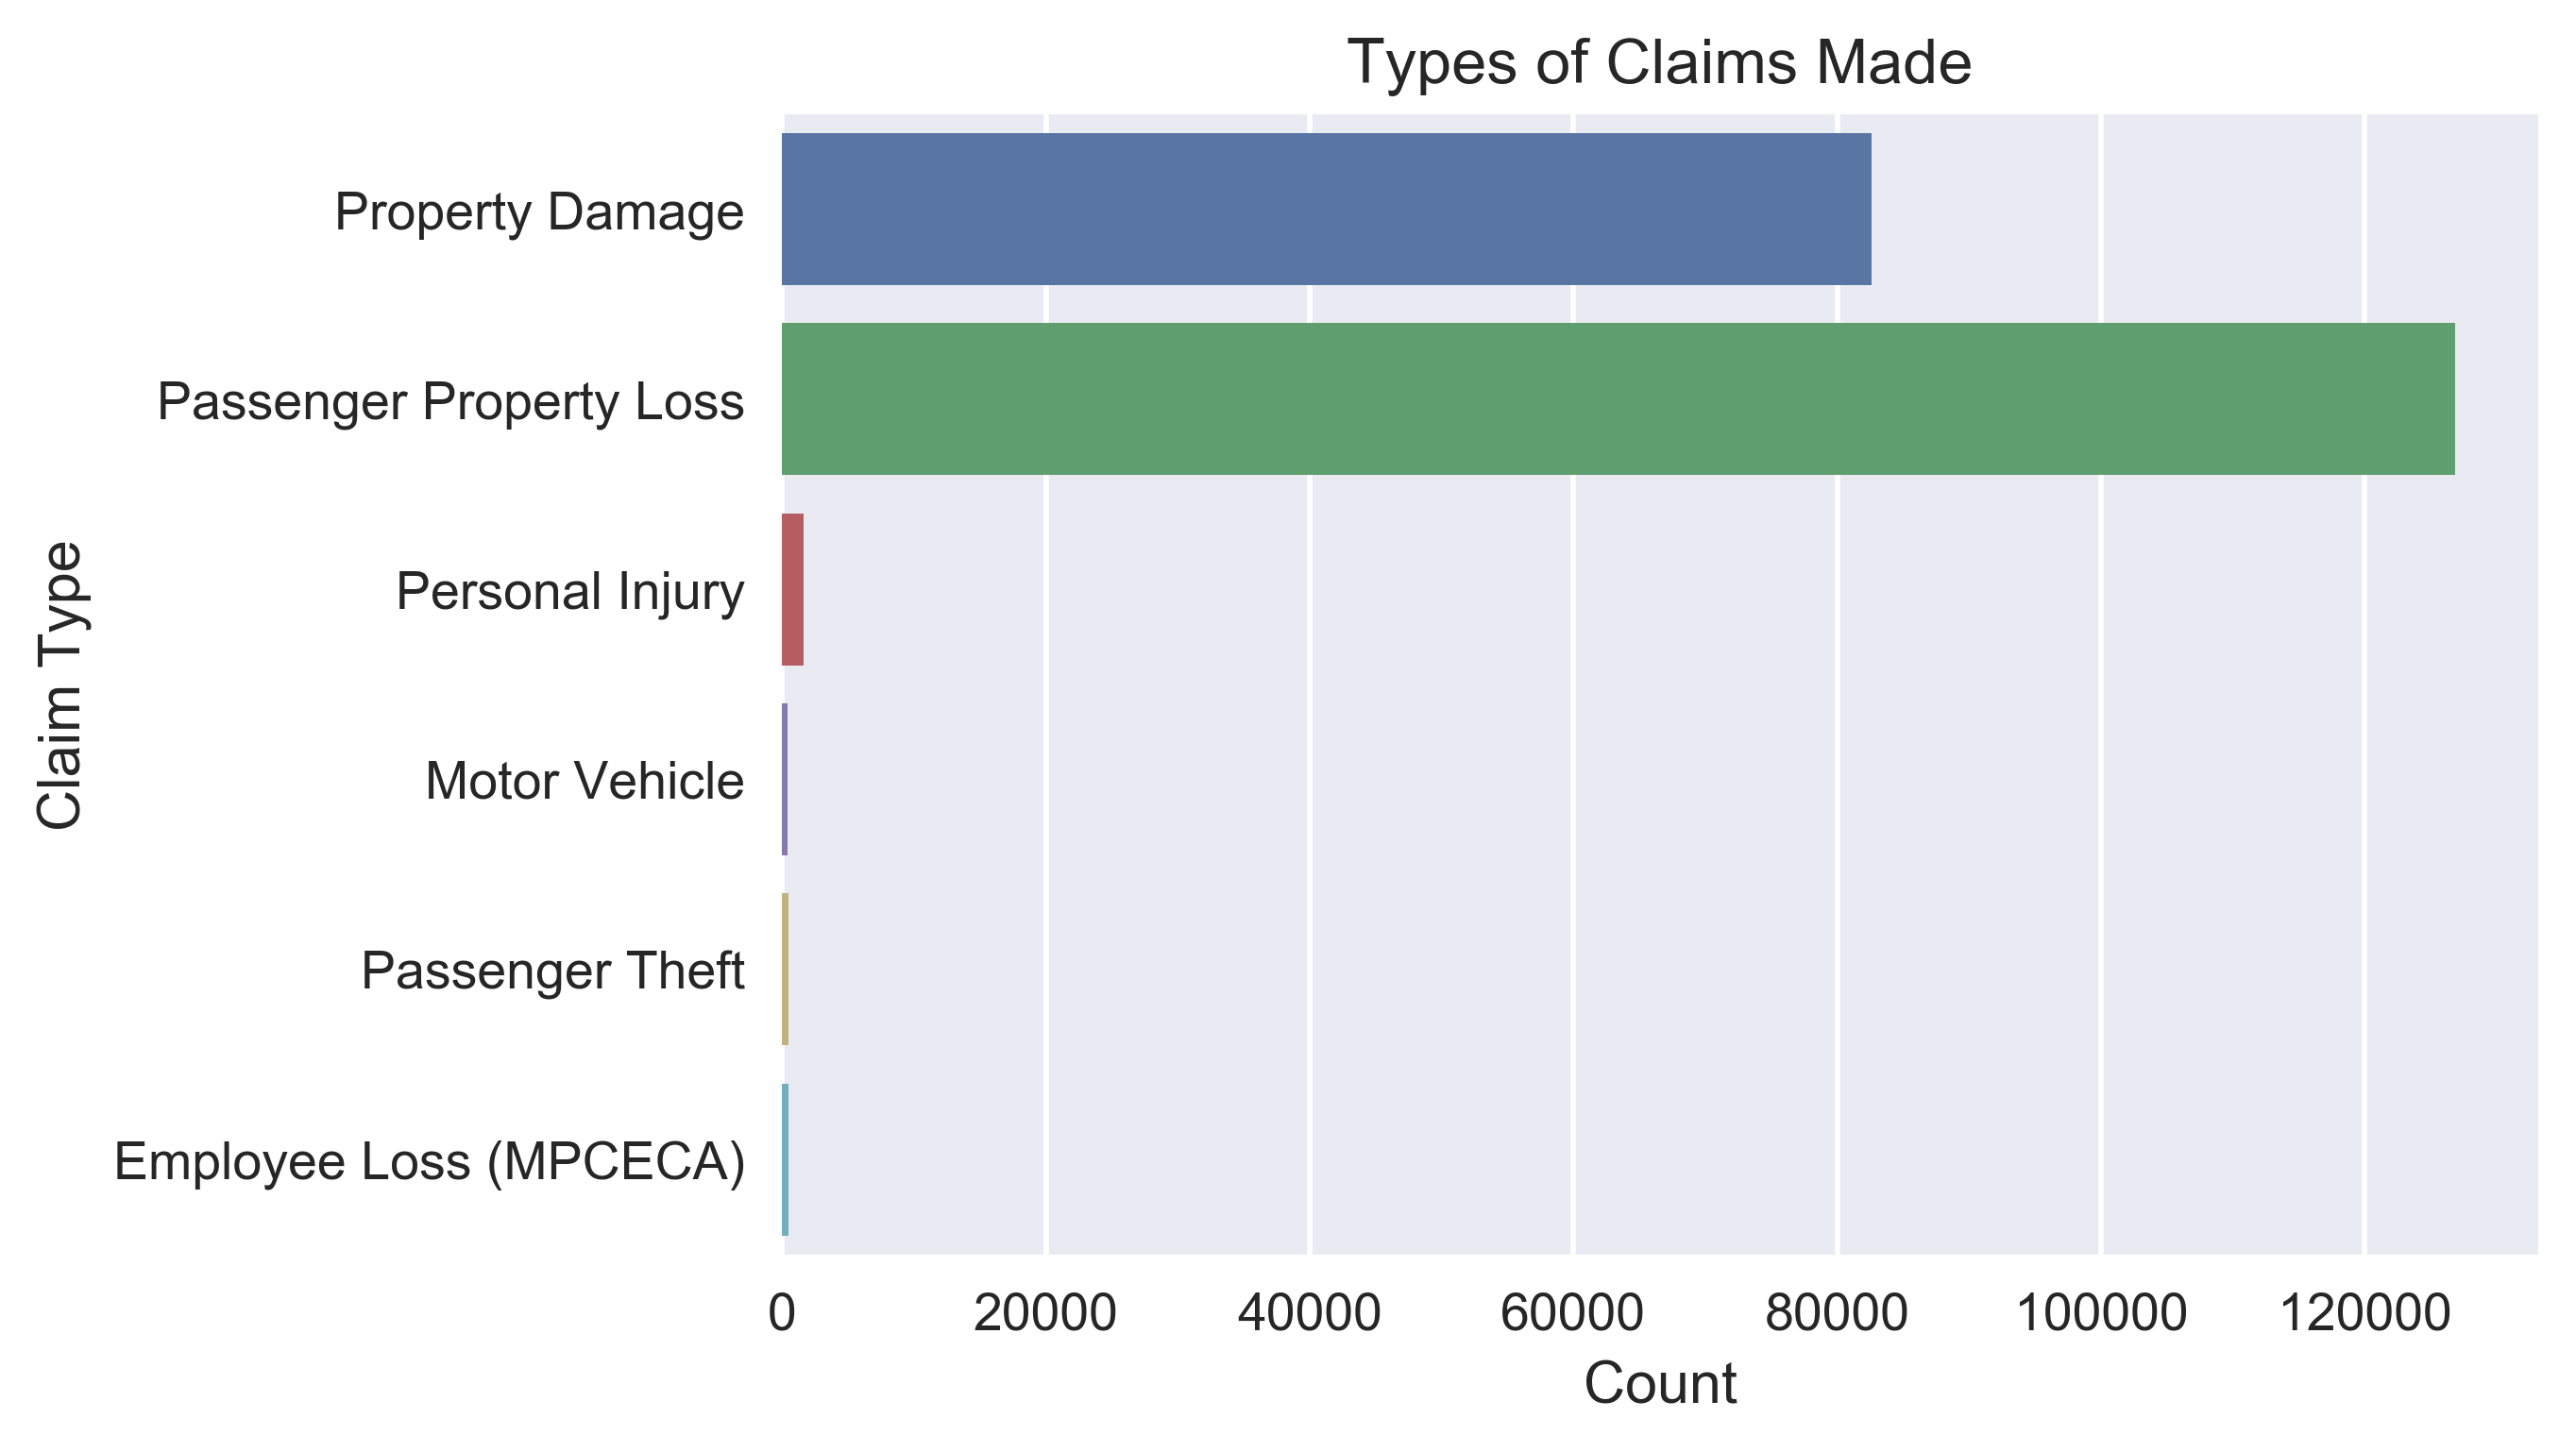 Types of Claims Made
Property Damage
Passenger Property Loss
Personal Injury
Motor Vehicle
Passenger Theft
Employee Loss (MPCECA)
Claim Type
0 20000 40000 60000 80000 100000 120000
Count